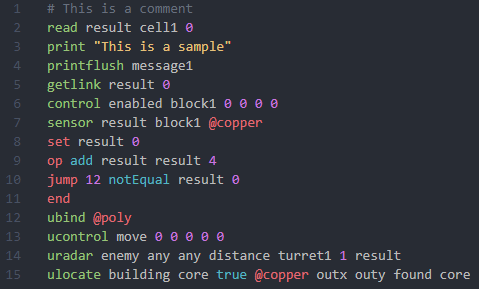 1 # This is a comment
2 read result cell1 0
3 print "This is a sample"
4 printflush message1
5 getlink result 0
6 control enabled block1 0 0 0 0
7 sensor result block1 @copper
8 set result 0
9 op add result result 4
10 jump 12 notEqual result 0
11 end
12 ubind @poly
13 ucontrol move 0 0 0 0 0
14 uradar enemy any any distance turret1 1 result
15 ulocate building core true @copper outx outy found core